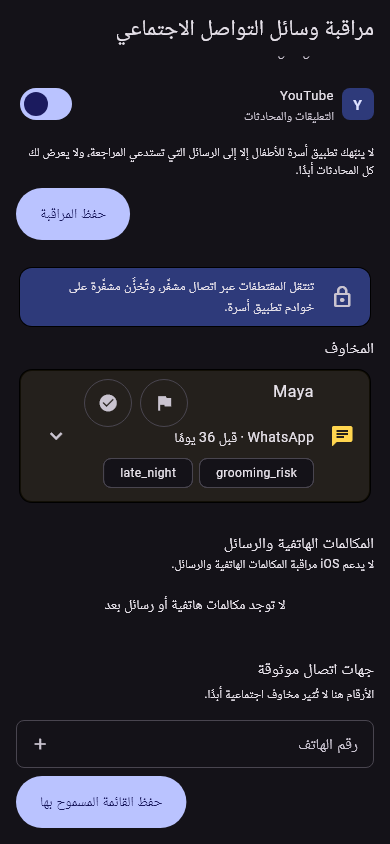 مراقبة وسائل التواصل الاجتماعي
Y
YouTube
التعليقات والمحادثات
لا ينبّهك تطبيق أسرة للأطفال إلا إلى الرسائل التي تستدعي المراجعة، ولا يعرض لك
كل المحادثات أبدًا.
حفظ المراقبة
تنتقل المقتطفات عبر اتصال مشفّر، وتُخزَّن مشفّرة على
خوادم تطبيق أسرة.
المخاوف
Maya
WhatsApp · قبل 36 يومًا
grooming_risk
late_night
المكالمات الهاتفية والرسائل
لا يدعم iOS مراقبة المكالمات الهاتفية والرسائل.
لا توجد مكالمات هاتفية أو رسائل بعد
جهات اتصال موثوقة
الأرقام هنا لا تُثير مخاوف اجتماعية أبدًا.
رقم الهاتف
حفظ القائمة المسموح بها